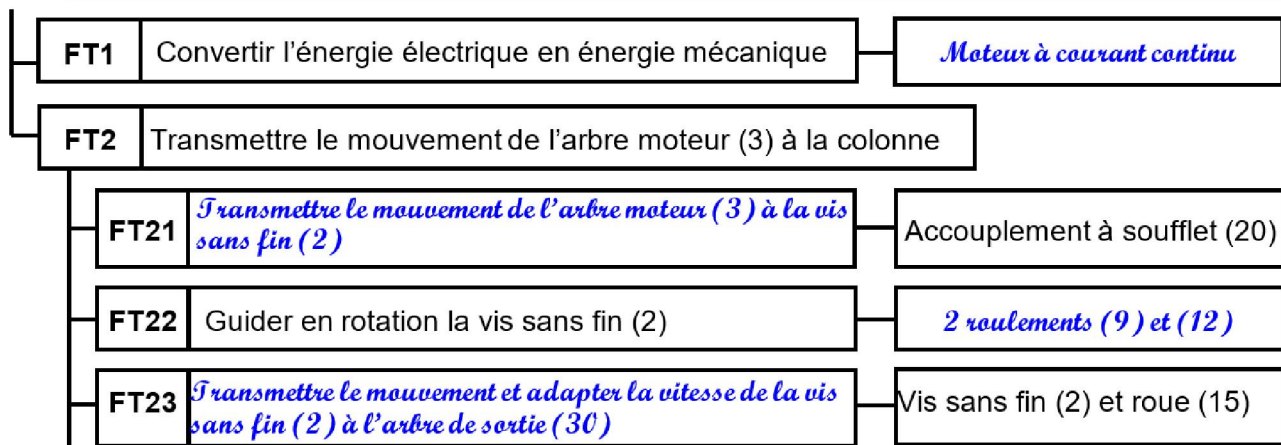 FT1 Convertir l'énergie électrique en énergie mécanique Moteur à courant continu
FT2 Transmettre le mouvement de l'arbre moteur (3) à la colonne
FT21 Transmettre le mouvement de l'arbre moteur (3) à la vis
sans fin (2)
Accouplement à soufflet (20)
FT22 Guider en rotation la vis sans fin (2) 2 roulements (9) et (12)
FT23 Transmettre le mouvement et adapter la vitesse de la vis
sans fin (2) à l'arbre de sortie (30)
Vis sans fin (2) et roue (15)